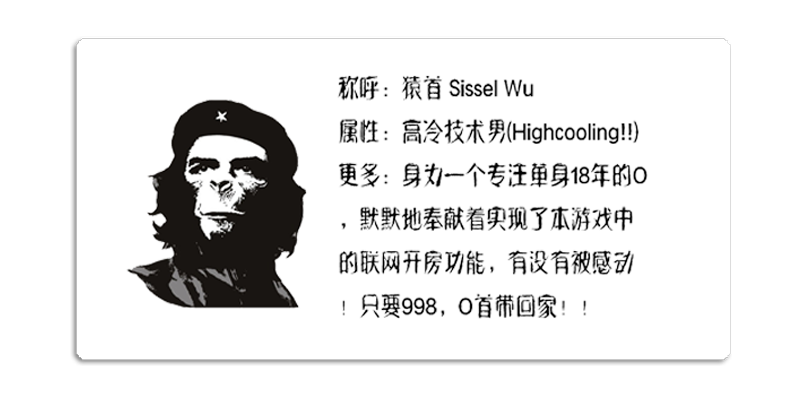 称呼：猿首 Sissel Wu
属性：高冷技术男(Highcooling!!)
更多：身为一个专注单身18年的O
，默默地奉献着实现了本游戏中
的联网开房功能，有没有被感动
！只要998，O首带回家！！